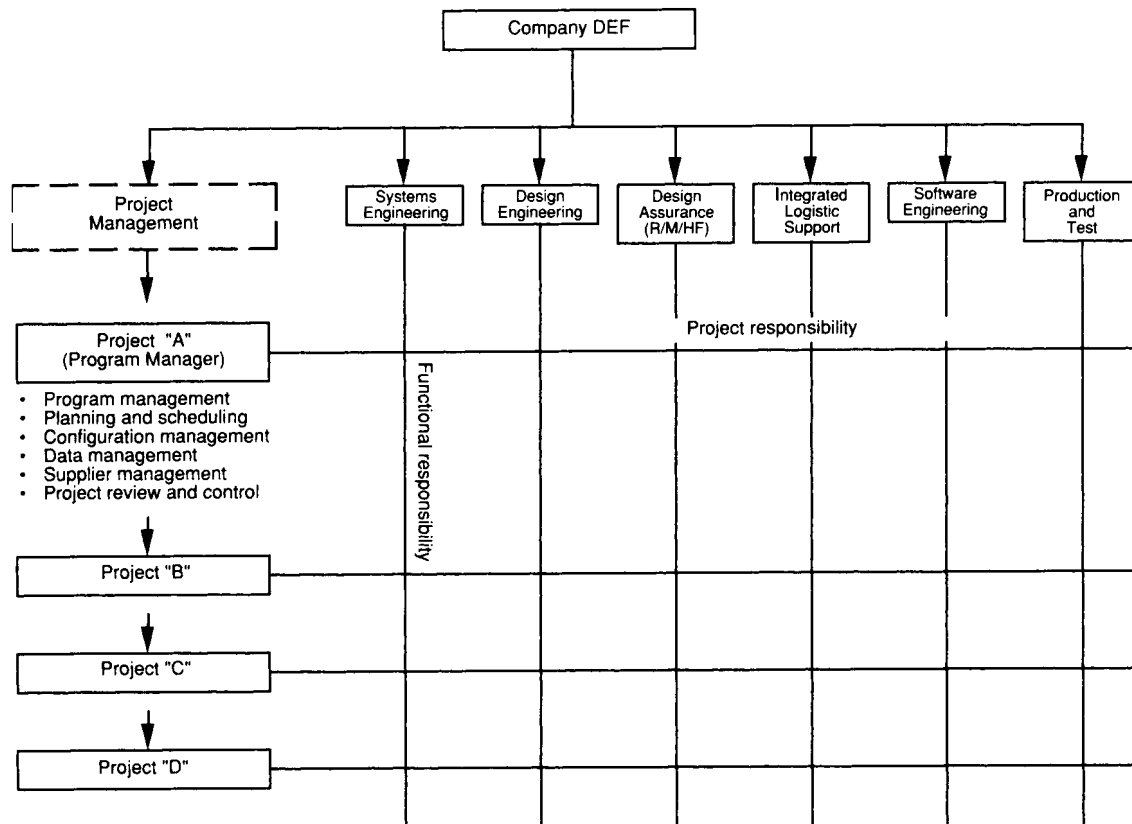 Company DEF
Project
Management
Systems
Engineering
Design
Engineering
Design
Assurance
(R/M/HF)
Integrated
Logistic
Support
Software
Engineering
Production
and
Test
Project "A"
(Program Manager)
Project responsibility
Functional responsibility
• Program management
• Planning and scheduling
• Configuration management
• Data management
• Supplier management
• Project review and control
Project "B"
Project "C"
Project "D"